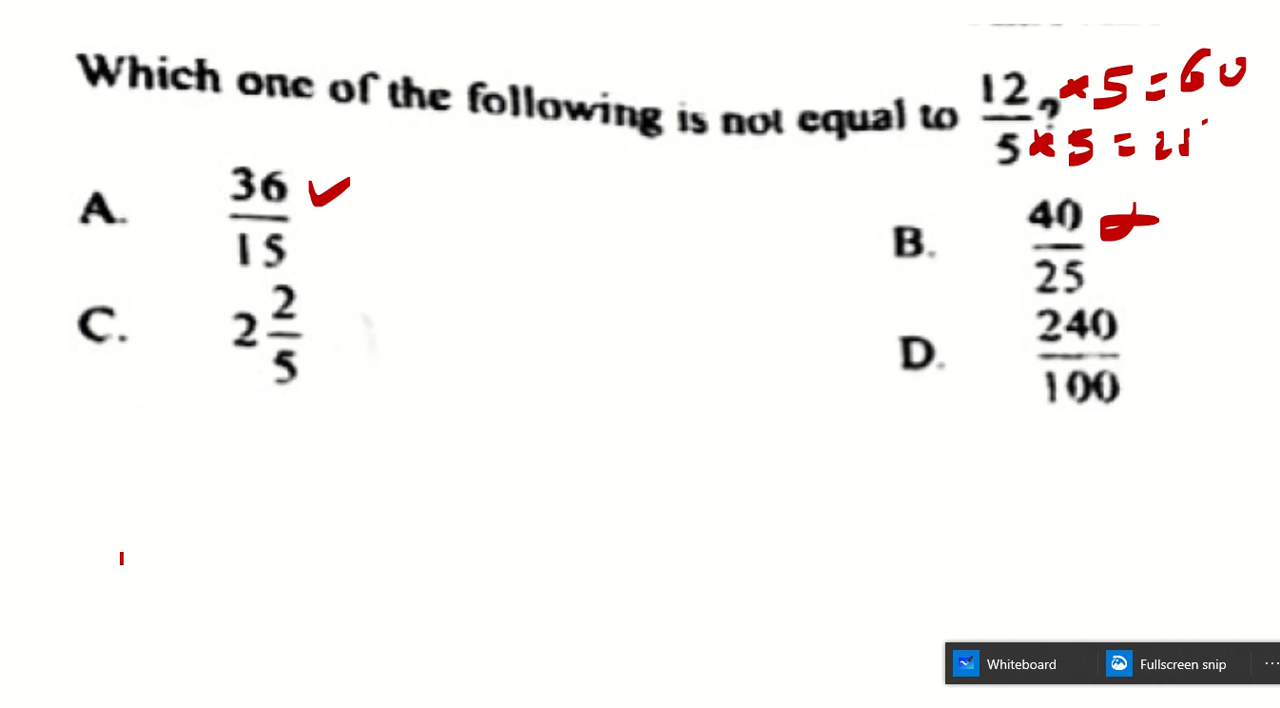 Which one of the following is not equal to 12/5? × 5 = 60
× 5 = 25
A. 36/15 ✓
B. 40/25
C. 2 2/5
D. 240/100
Whiteboard
Fullscreen snip
...